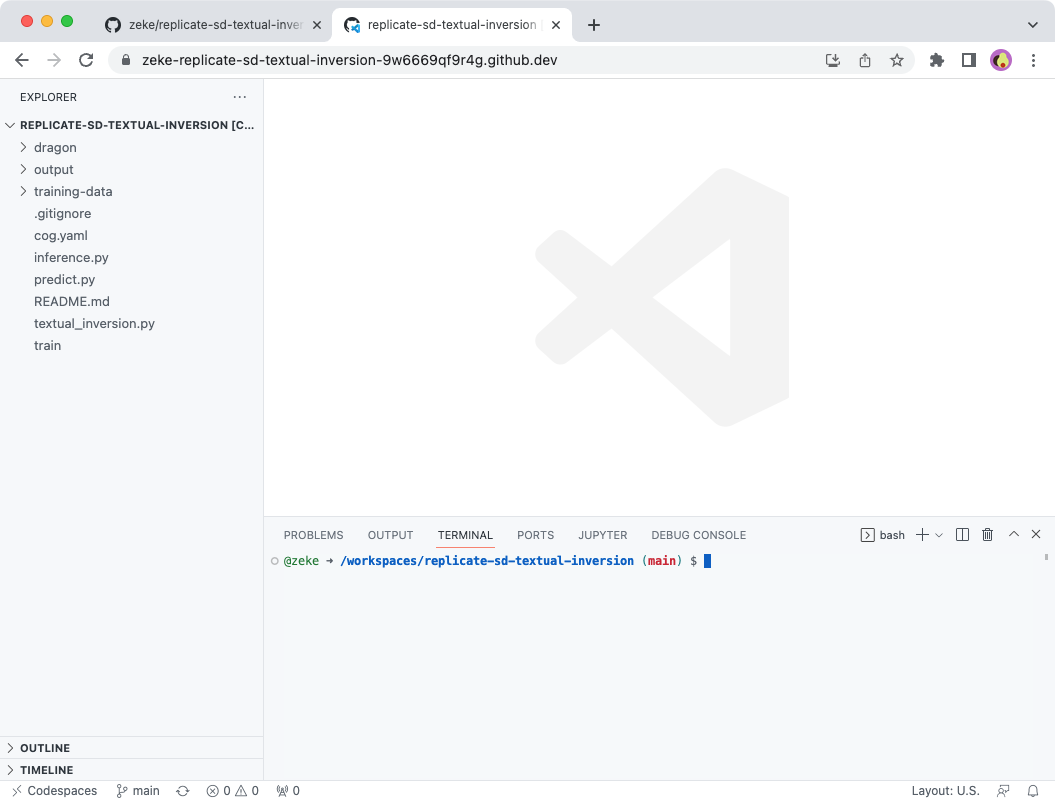 zeke/replicate-sd-textual-inver
replicate-sd-textual-inversion
zeke-replicate-sd-textual-inversion-9w6669qf9r4g.github.dev
EXPLORER
REPLICATE-SD-TEXTUAL-INVERSION [C...
dragon
output
training-data
.gitignore
cog.yaml
inference.py
predict.py
README.md
textual_inversion.py
train
PROBLEMS OUTPUT TERMINAL PORTS JUPYTER DEBUG CONSOLE bash
@zeke ➜ /workspaces/replicate-sd-textual-inversion (main) $
OUTLINE
TIMELINE
Codespaces main 0 0 0 Layout: U.S.